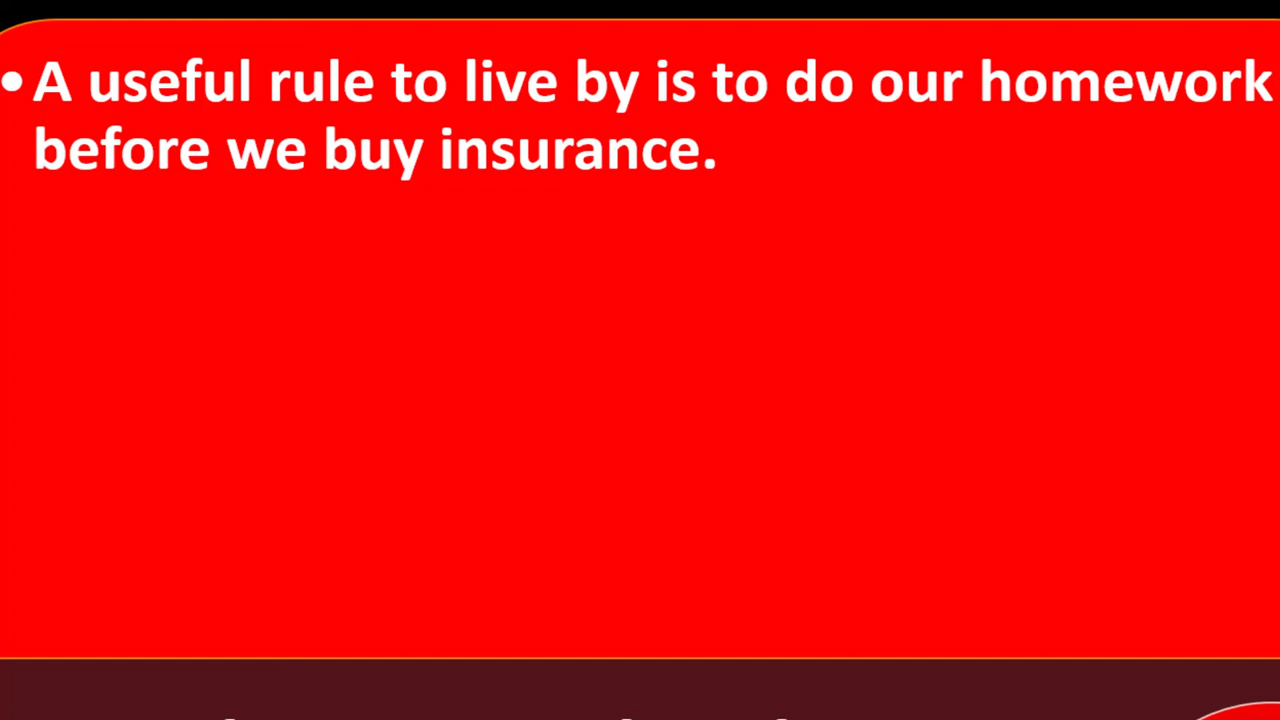 •A useful rule to live by is to do our homework
before we buy insurance.